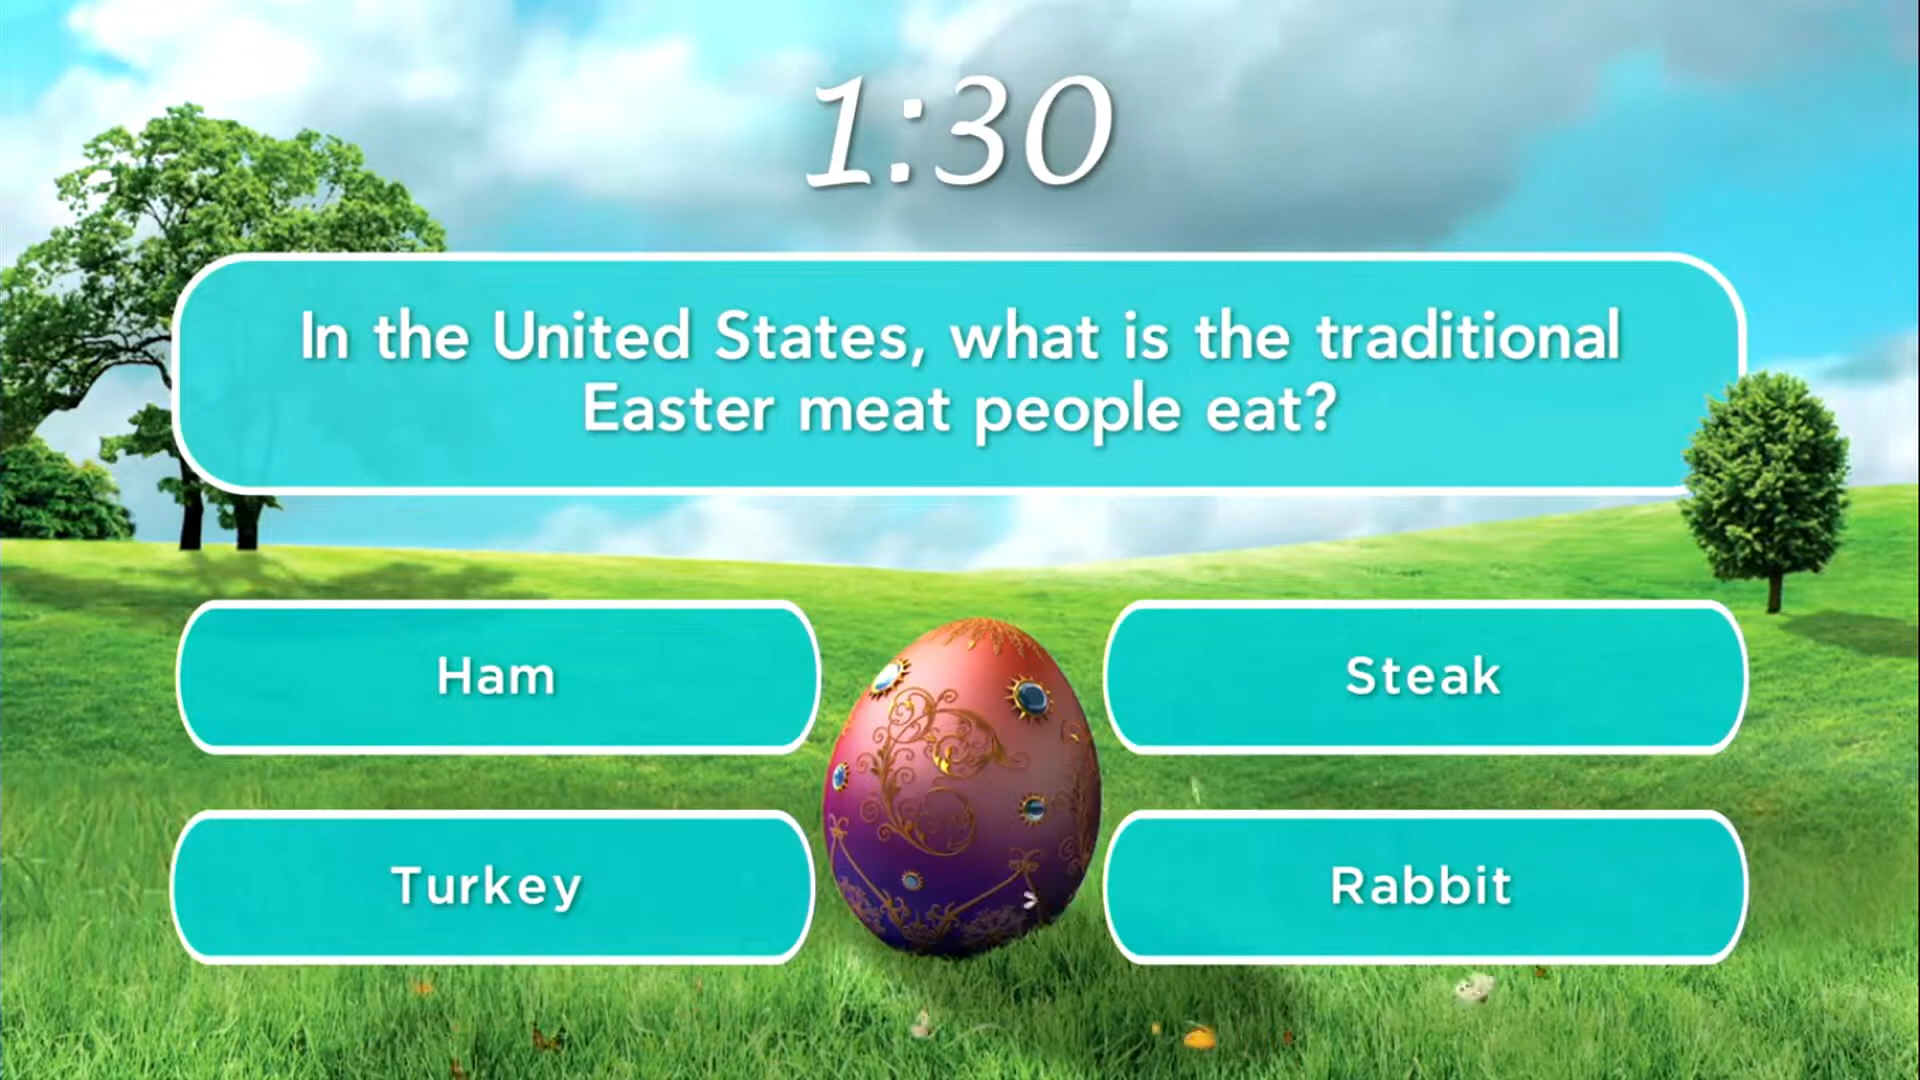 1:30
In the United States, what is the traditional
Easter meat people eat?
Ham
Steak
Turkey
Rabbit